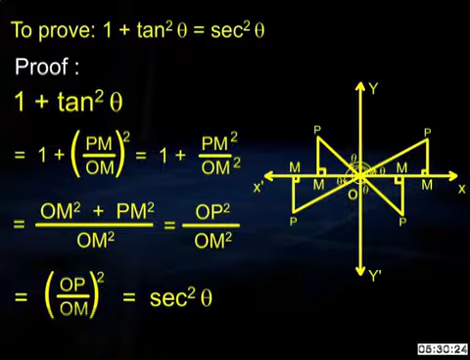 To prove: 1 + tan² θ = sec² θ
Proof :
1 + tan² θ
= 1 + (PM/OM)² = 1 + PM²/OM²
= OM² + PM²/OM² = OP²/OM²
= (OP/OM)² = sec² θ
Y
P
P
θ
M
M
θ
x'
M
θ
M
x
O
θ
P
P
Y'
05:30:24